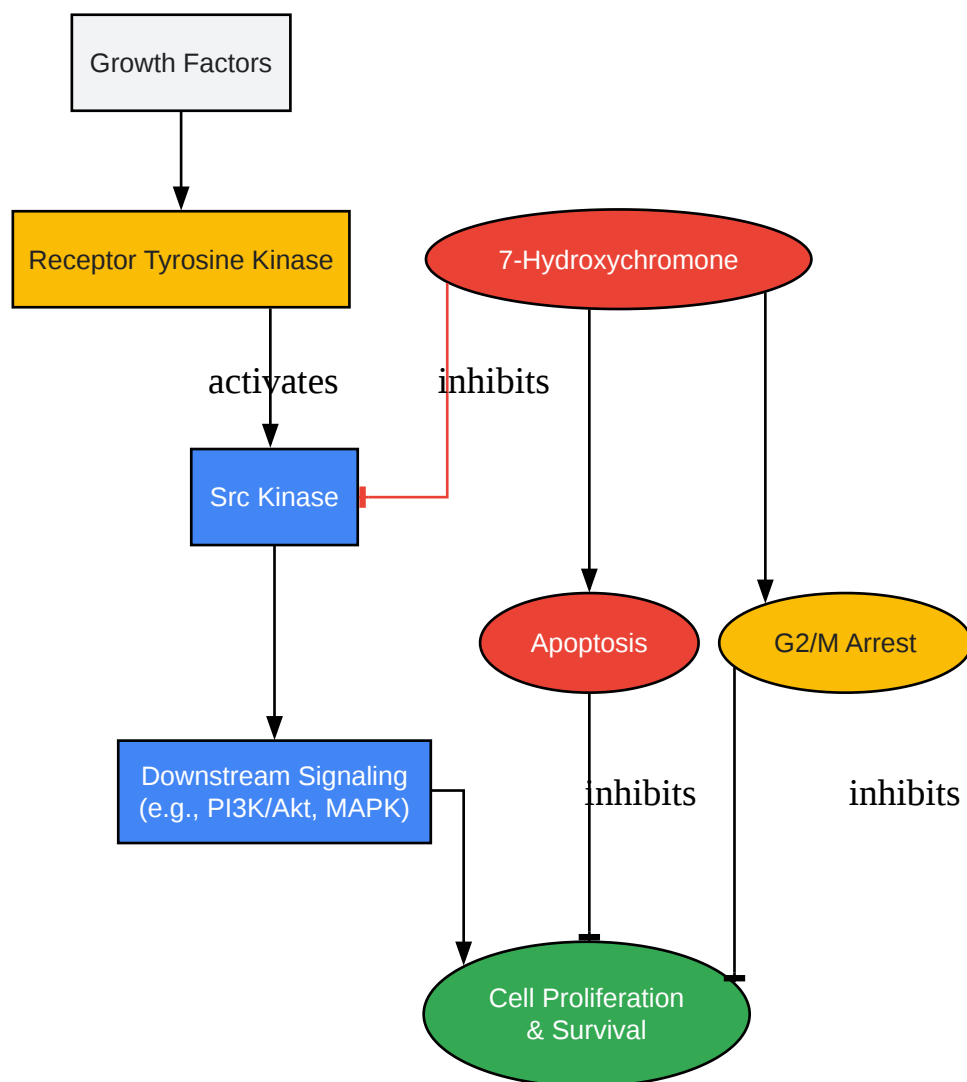 Growth Factors
Receptor Tyrosine Kinase
7-Hydroxychromone
activates
inhibits
Src Kinase
Apoptosis
G2/M Arrest
Downstream Signaling
(e.g., PI3K/Akt, MAPK)
inhibits
inhibits
Cell Proliferation
& Survival